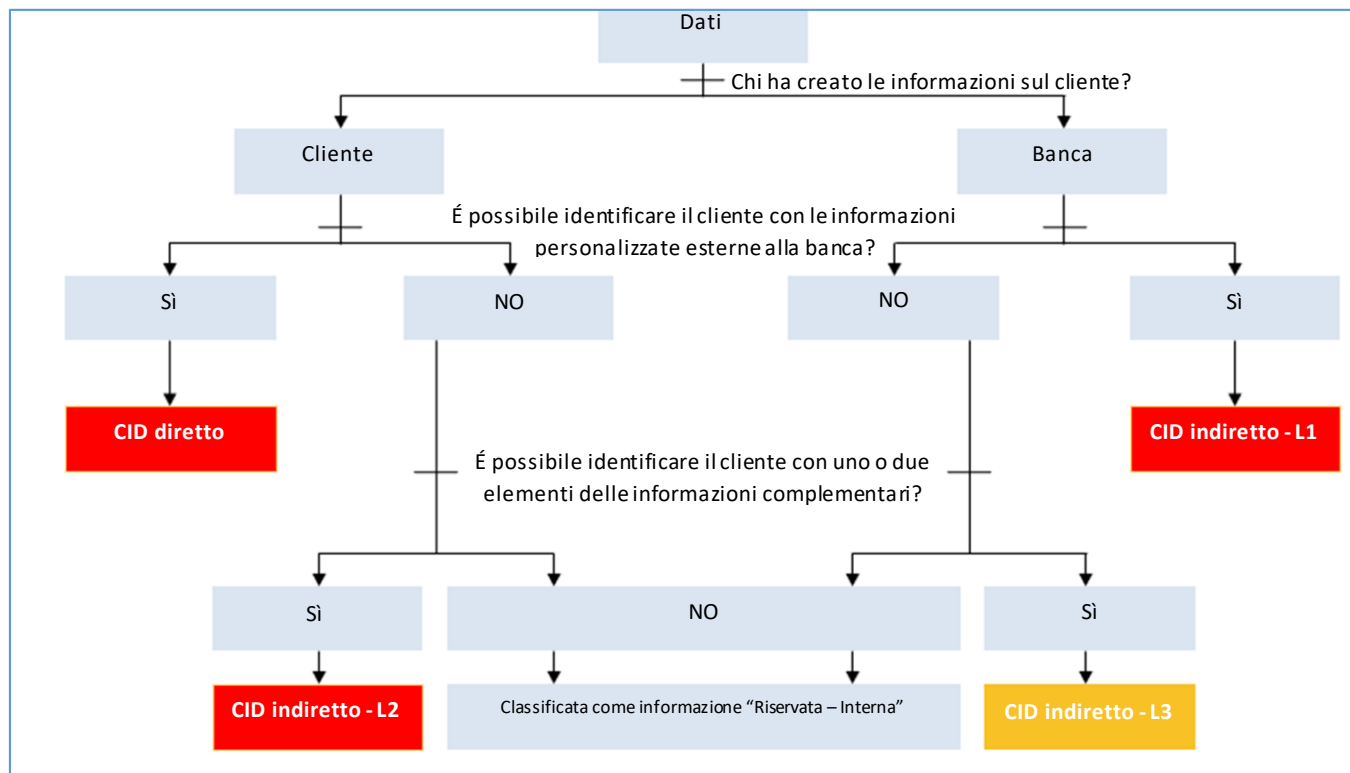 Dati
Chi ha creato le informazioni sul cliente?
Cliente
Banca
É possibile identificare il cliente con le informazioni
personalizzate esterne alla banca?
Sì
NO
NO
Sì
CID diretto
CID indiretto - L1
É possibile identificare il cliente con uno o due
elementi delle informazioni complementari?
Sì
NO
Sì
CID indiretto - L2
Classificata come informazione “Riservata – Interna”
CID indiretto - L3